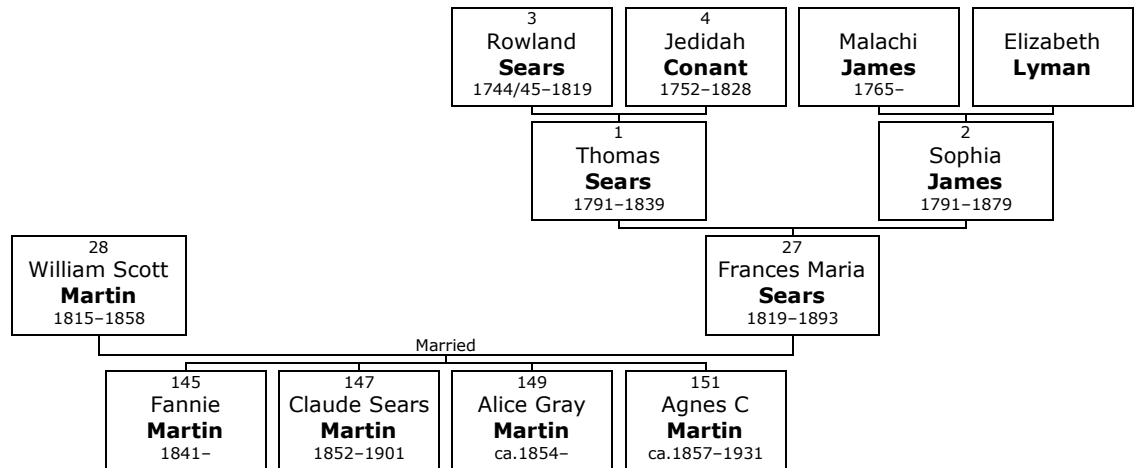 3
Rowland
Sears
1744/45–1819
4
Jedidah
Conant
1752–1828
Malachi
James
1765–
Elizabeth
Lyman
1
Thomas
Sears
1791–1839
2
Sophia
James
1791–1879
28
William Scott
Martin
1815–1858
27
Frances Maria
Sears
1819–1893
Married
145
Fannie
Martin
1841–
147
Claude Sears
Martin
1852–1901
149
Alice Gray
Martin
ca.1854–
151
Agnes C
Martin
ca.1857–1931